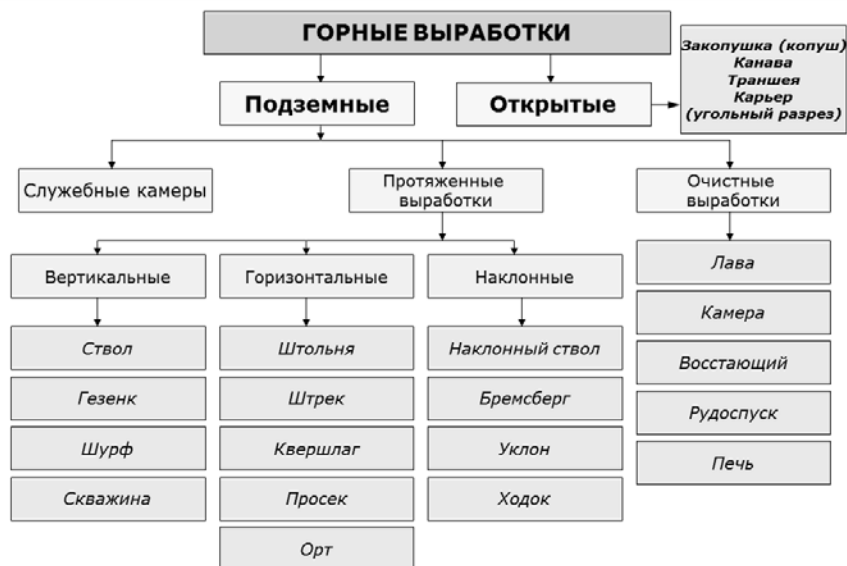 ГОРНЫЕ ВЫРАБОТКИ
Закопушка (копуш)
Канава
Траншея
Карьер
(угольный разрез)
Подземные
Открытые
Служебные камеры
Протяженные
выработки
Очистные
выработки
Вертикальные
Горизонтальные
Наклонные
Ствол
Гезенк
Шурф
Скважина
Штольня
Штрек
Квершлаг
Просек
Орт
Наклонный ствол
Бремсберг
Уклон
Ходок
Лава
Камера
Восстающий
Рудоспуск
Печь